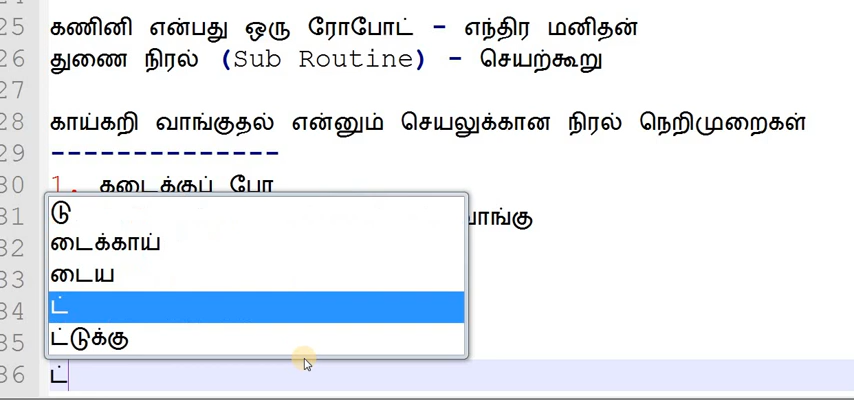 25 கணினி என்பது ஒரு ரோபோட் - எந்திர மனிதன்
26 துணை நிரல் (Sub Routine) - செயற்கூறு
27
28 காய்கறி வாங்குதல் என்னும் செயலுக்கான நிரல் நெறிமுறைகள்
29 --------------
30 1. கடைக்குப் போ
31 வாங்கு
டு
32 டைக்காய்
33 டைய
34 ட்
35 ட்டுக்கு
36 ட்